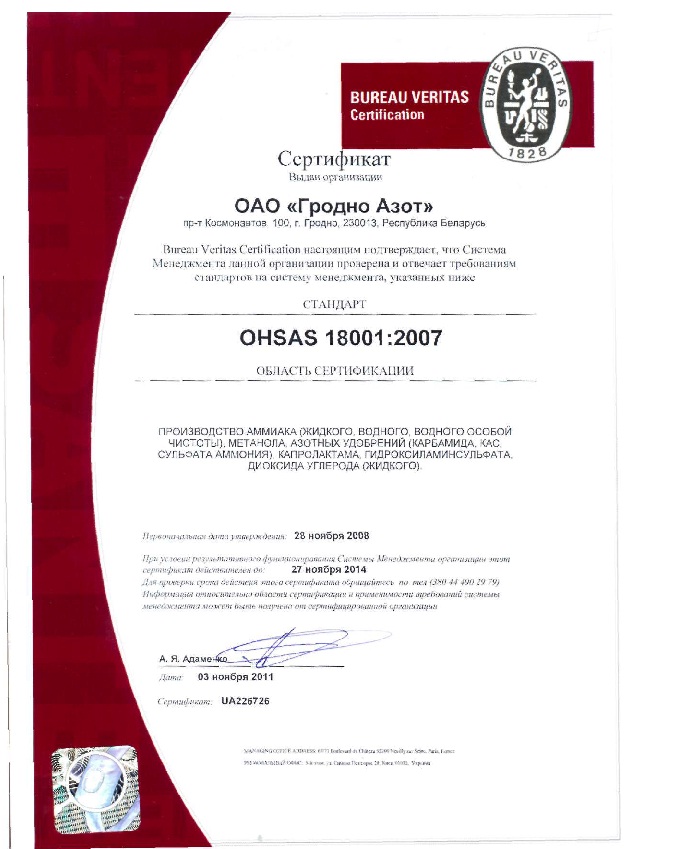 BUREAU VERITAS
Certification
BUREAU VERITAS
1828
Сертификат
Выдан организации
ОАО «Гродно Азот»
пр-т Космонавтов, 100, г. Гродно, 230013, Республика Беларусь
Bureau Veritas Certification настоящим подтверждает, что Система
Менеджмента данной организации проверена и отвечает требованиям
стандартов на систему менеджмента, указанных ниже
СТАНДАРТ
OHSAS 18001:2007
ОБЛАСТЬ СЕРТИФИКАЦИИ
ПРОИЗВОДСТВО АММИАКА (ЖИДКОГО, ВОДНОГО, ВОДНОГО ОСОБОЙ
ЧИСТОТЫ), МЕТАНОЛА, АЗОТНЫХ УДОБРЕНИЙ (КАРБАМИДА, КАС,
СУЛЬФАТА АММОНИЯ), КАПРОЛАКТАМА, ГИДРОКСИЛАМИНСУЛЬФАТА,
ДИОКСИДА УГЛЕРОДА (ЖИДКОГО).
Первоначальная дата утверждения: 28 ноября 2008
При условии результативного функционирования Системы Менеджмента организации этот
сертификат действителен до: 27 ноября 2014
Для проверки срока действия этого сертификата обращайтесь по тел (380 44 490 29 79)
Информация относительно области сертификации и применимости требований системы
менеджмента может быть получена от сертифицированной организации
А. Я. Адаменко
Дата: 03 ноября 2011
Сертификат: UA226726
MANAGING OFFICE ADDRESS: